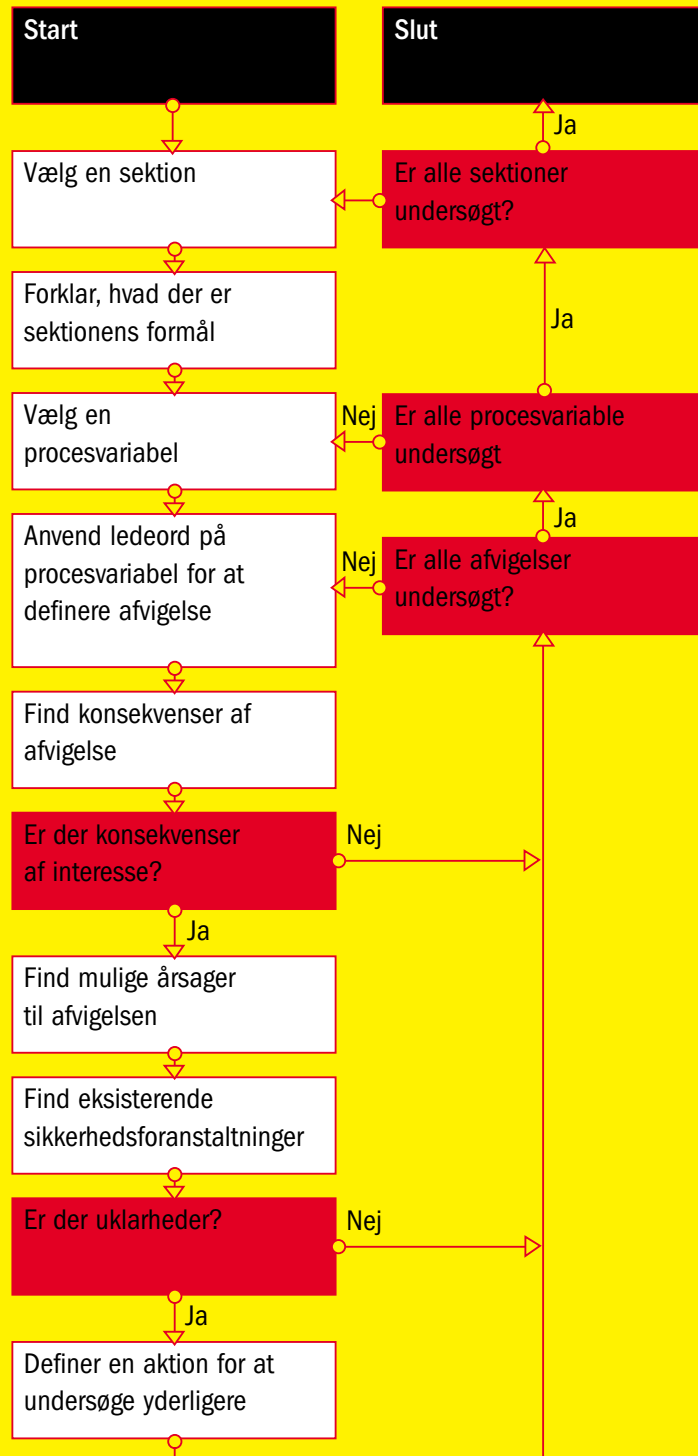 Start
Vælg en sektion
Forklar, hvad der er
sektionens formål
Vælg en
procesvariabel
Anvend ledeord på
procesvariabel for at
definere afvigelse
Find konsekvenser af
afvigelse
Er der konsekvenser
af interesse?
Nej
Ja
Find mulige årsager
til afvigelsen
Find eksisterende
sikkerhedsforanstaltninger
Er der uklarheder?
Nej
Ja
Definer en aktion for at
undersøge yderligere
Slut
Ja
Er alle sektioner
undersøgt?
Ja
Nej
Er alle procesvariable
undersøgt
Ja
Nej
Er alle afvigelser
undersøgt?